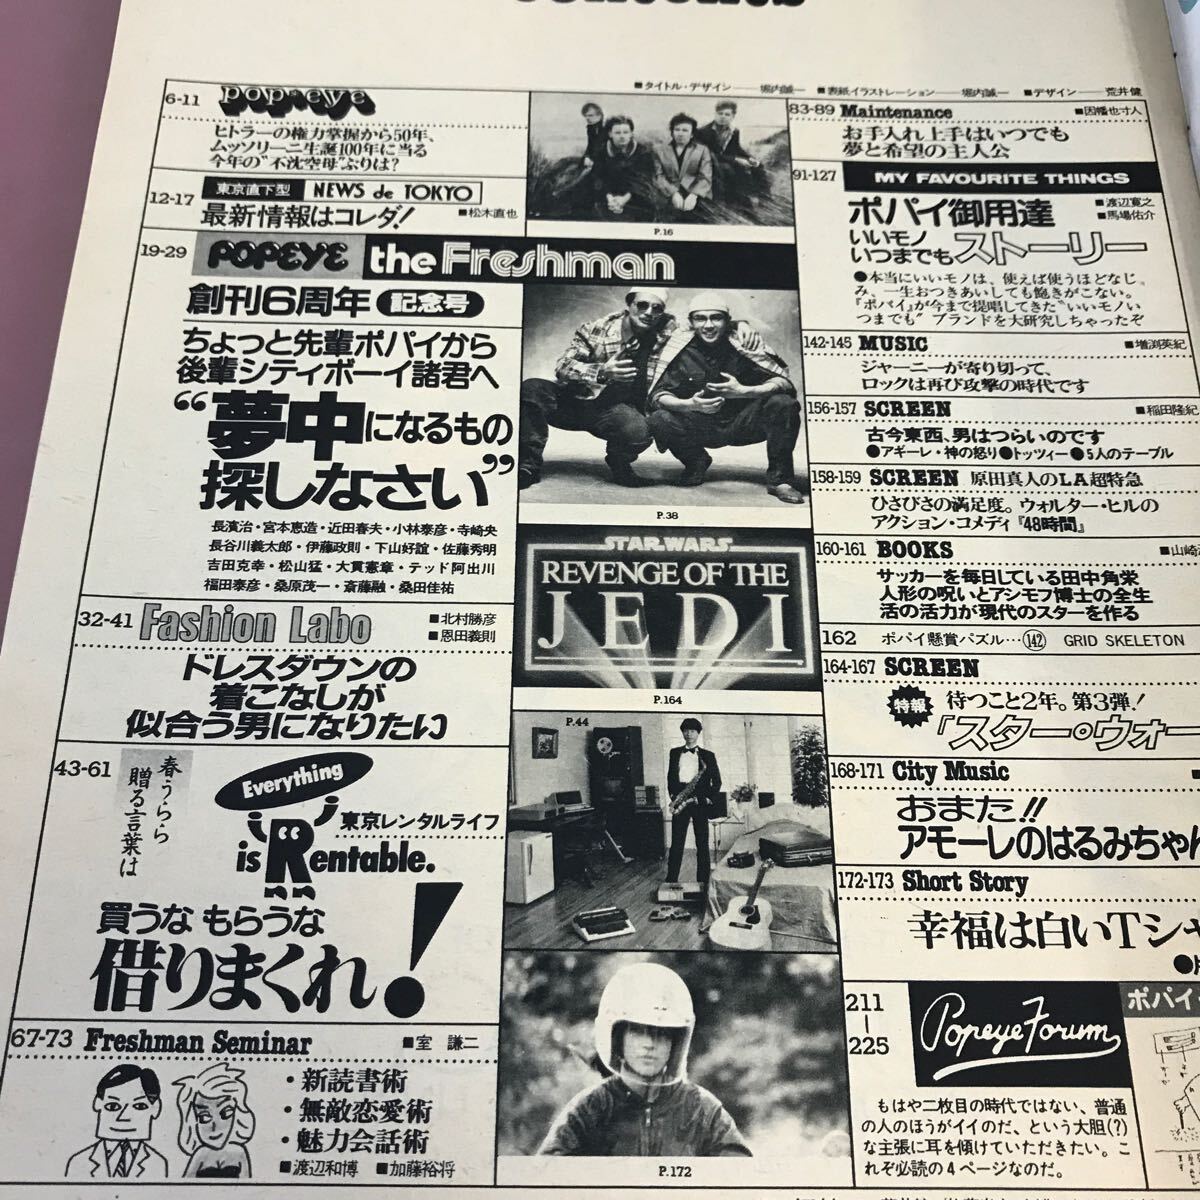 contents
■タイトル・デザイン——堀内誠一 ■表紙イラストレーション——堀内誠一 ■デザイン——荒井健
6-11 POPEYE
ヒトラーの権力掌握から50年、
ムッソリーニ生誕100年に当る
今年の"不沈空母"ぶりは?
12-17 東京直下型 NEWS de TOKYO
最新情報はコレダ! ■松木直也
19-29 POPEYE the Freshman
創刊6周年 記念号
ちょっと先輩ポパイから
後輩シティボーイ諸君へ
"夢中になるもの
探しなさい"
長濱治・宮本恵造・近田春夫・小林泰彦・寺崎央
長谷川義太郎・伊藤政則・下山好誼・佐藤秀明
吉田克幸・松山猛・大貫憲章・テッド阿出川
福田泰彦・桑原茂一・斎藤融・桑田佳祐
32-41 Fashion Labo
■北村勝彦
■恩田義則
ドレスダウンの
着こなしが
似合う男になりたい
43-61
春うらら
贈る言葉は
Everything
is Rentable.
東京レンタルライフ
買うな もらうな
借りまくれ!
67-73 Freshman Seminar ■室 謙二
・新読書術
・無敵恋愛術
・魅力会話術
■渡辺和博 ■加藤裕将
P.16
P.38
STAR WARS
REVENGE OF THE
JEDI
P.164
P.44
P.172
83-89 Maintenance ■因幡也寸人
お手入れ上手はいつでも
夢と希望の主人公
91-127 MY FAVOURITE THINGS
ポパイ御用達
■渡辺寛之
■馬場佑介
いいモノ
いつまでもストーリー
●本当にいいモノは、使えば使うほどなじ
み、一生おつきあいしても飽きがこない。
『ポパイ』が今まで提唱してきた"いいモノい
つまでも"ブランドを大研究しちゃったぞ
142-145 MUSIC ■増渕英紀
ジャーニーが寄り切って、
ロックは再び攻撃の時代です
156-157 SCREEN ■稲田隆紀
古今東西、男はつらいのです
●アギーレ・神の怒り●トッツィー●5人のテーブル
158-159 SCREEN 原田真人のLA超特急
ひさびさの満足度。ウォルター・ヒルの
アクション・コメディ『48時間』
160-161 BOOKS ■山崎
サッカーを毎日している田中角栄
人形の呪いとアシモフ博士の全生
活の活力が現代のスターを作る
162 ポパイ懸賞パズル…142 GRID SKELETON
164-167 SCREEN
特報 待つこと2年。第3弾!
『スター・ウォー
168-171 City Music
おまた!!
アモーレのはるみちゃん
172-173 Short Story
幸福は白いTシャ
211
|
225
Popeye Forum
ポパイ
もはや二枚目の時代ではない、普通
の人のほうがイイのだ、という大胆(?)
な主張に耳を傾けていただきたい。こ
れぞ必読の4ページなのだ。